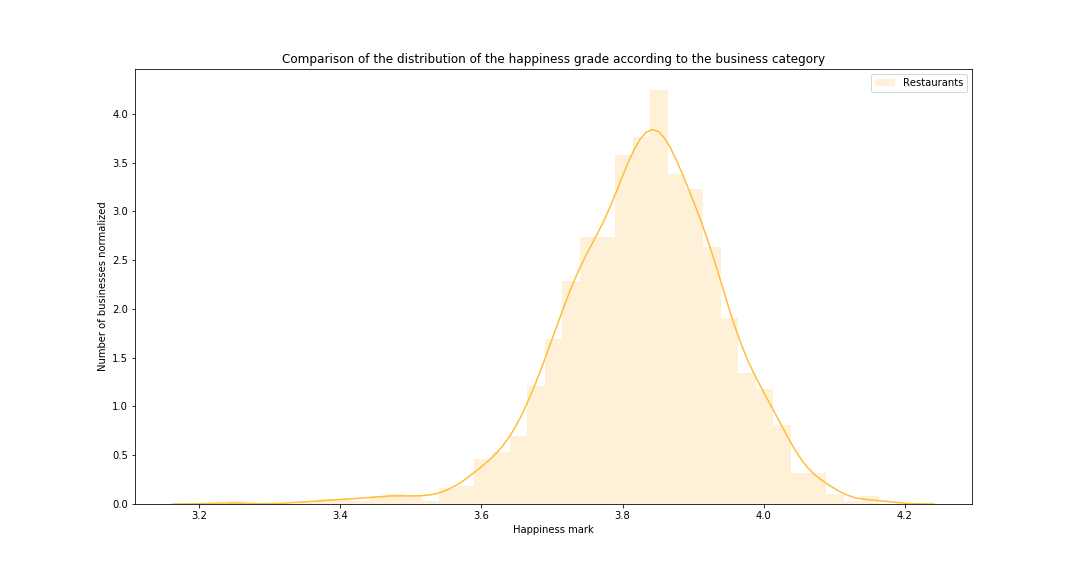 Comparison of the distribution of the happiness grade according to the business category
Restaurants
Number of businesses normalized
4.0
3.5
3.0
2.5
2.0
1.5
1.0
0.5
0.0
3.2 3.4 3.6 3.8 4.0 4.2
Happiness mark